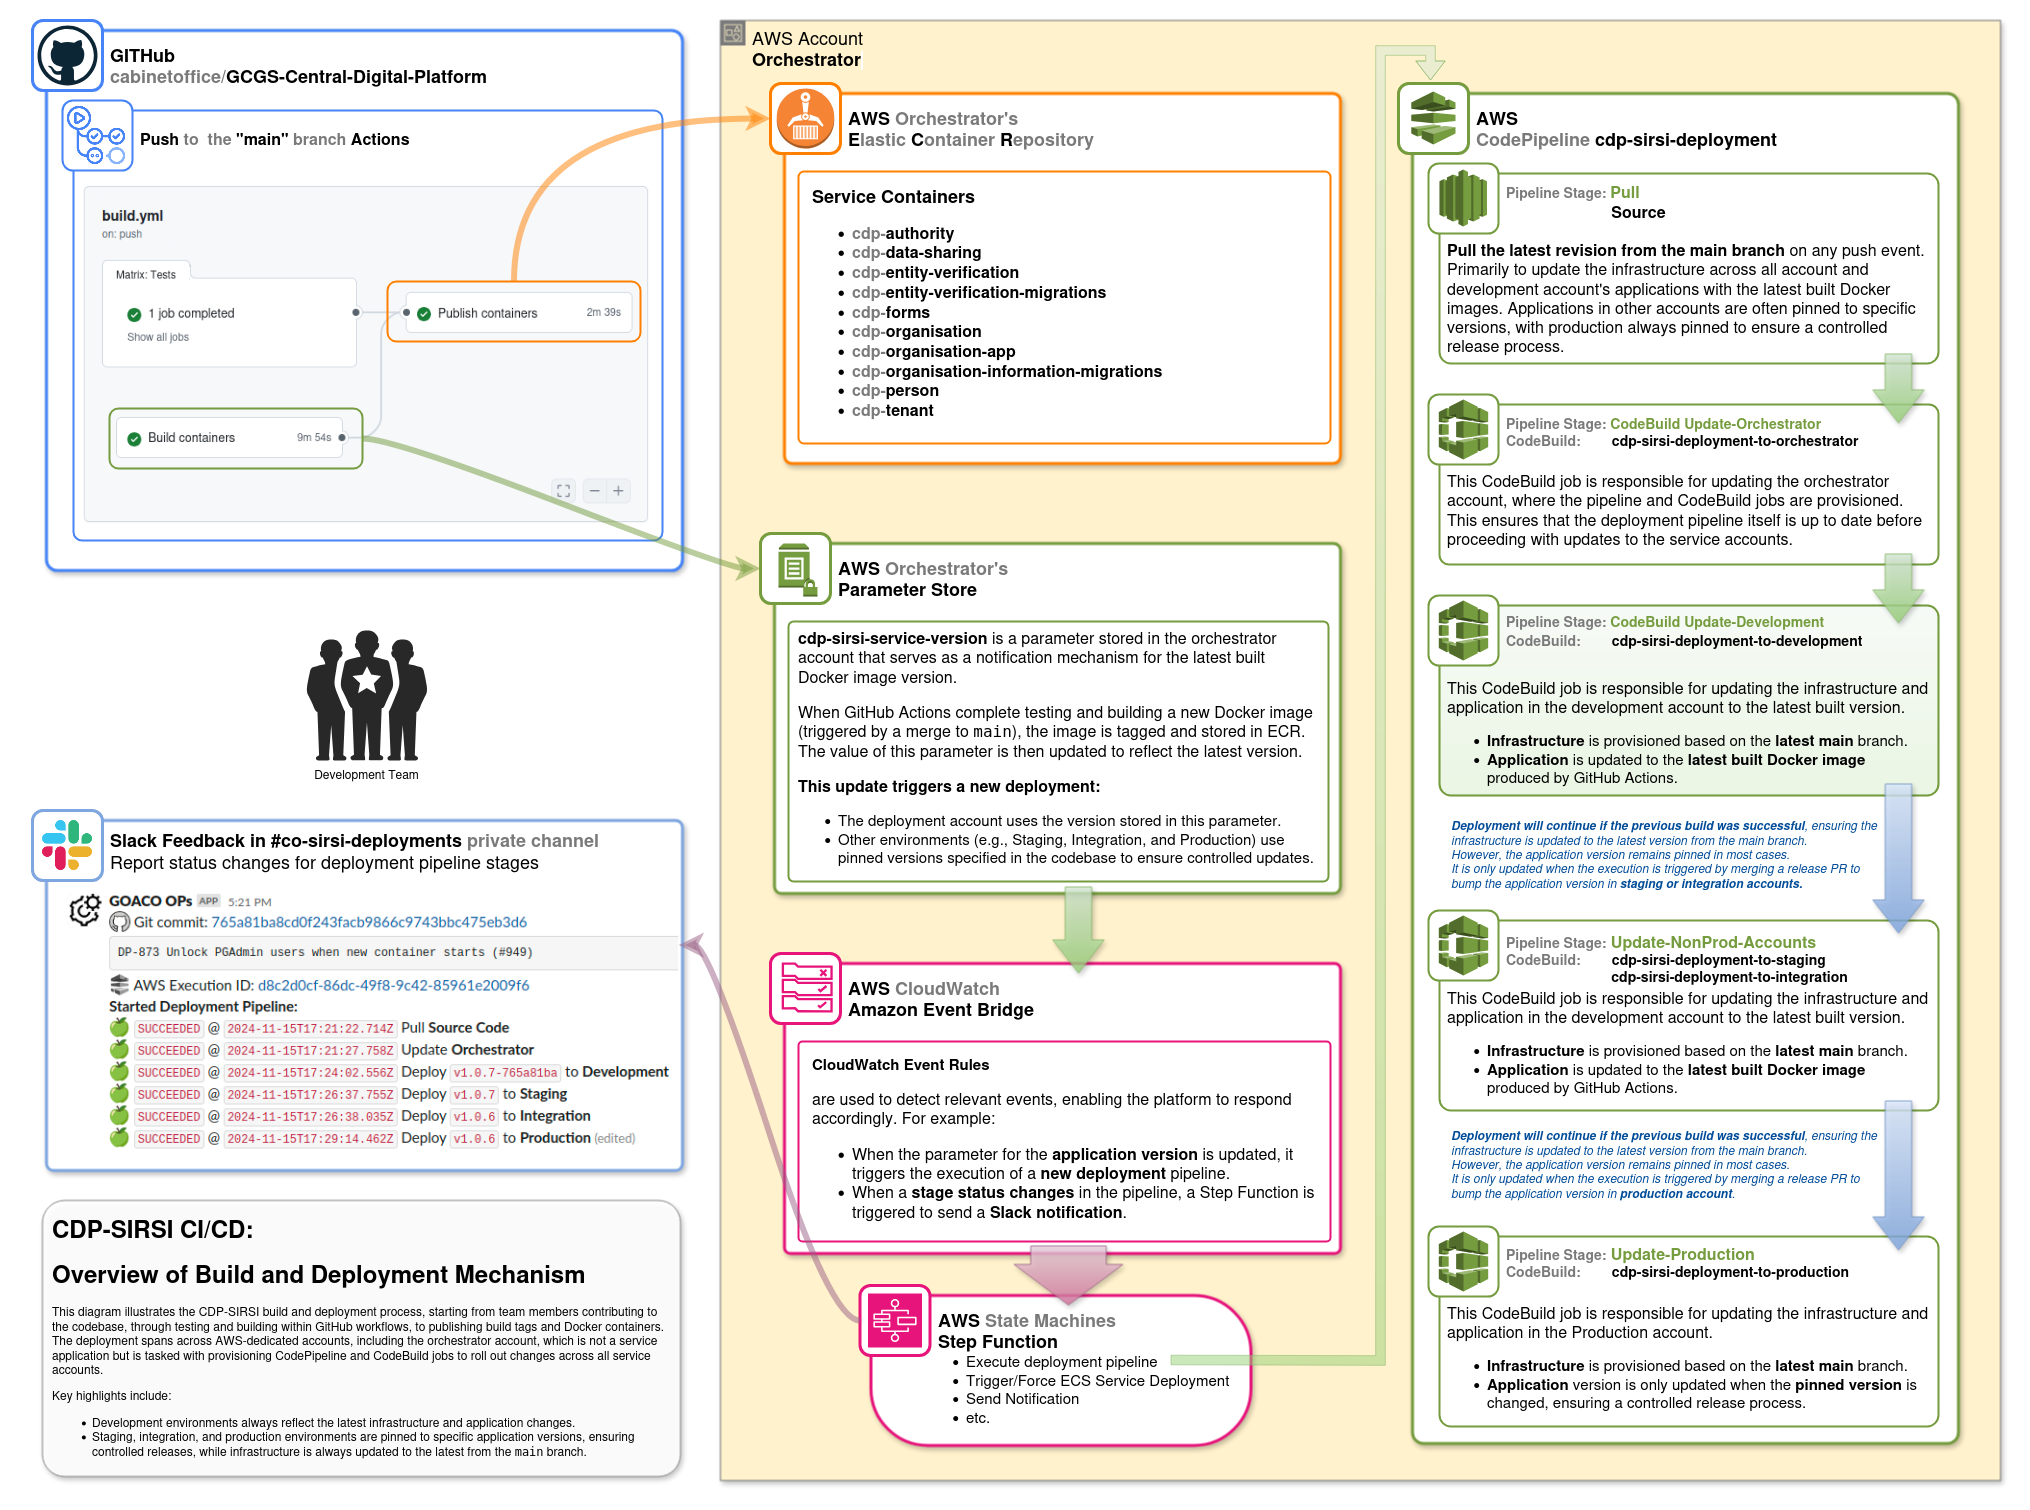 GITHub
cabinetoffice/GCGS-Central-Digital-Platform
Push to the "main" branch Actions
build.yml
on: push
Matrix: Tests
1 job completed
Show all jobs
Publish containers 2m 39s
Build containers 9m 54s
Development Team
Slack Feedback in #co-sirsi-deployments private channel
Report status changes for deployment pipeline stages
GOACO OPs APP 5:21 PM
Git commit: 765a81ba8cd0f243facb9866c9743bbc475eb3d6
DP-873 Unlock PGAdmin users when new container starts (#949)
AWS Execution ID: d8c2d0cf-86dc-49f8-9c42-85961e2009f6
Started Deployment Pipeline:
SUCCEEDED @ 2024-11-15T17:21:22.714Z Pull Source Code
SUCCEEDED @ 2024-11-15T17:21:27.758Z Update Orchestrator
SUCCEEDED @ 2024-11-15T17:24:02.556Z Deploy v1.0.7-765a81ba to Development
SUCCEEDED @ 2024-11-15T17:26:37.755Z Deploy v1.0.7 to Staging
SUCCEEDED @ 2024-11-15T17:26:38.035Z Deploy v1.0.6 to Integration
SUCCEEDED @ 2024-11-15T17:29:14.462Z Deploy v1.0.6 to Production (edited)
CDP-SIRSI CI/CD:
Overview of Build and Deployment Mechanism
This diagram illustrates the CDP-SIRSI build and deployment process, starting from team members contributing to
the codebase, through testing and building within GitHub workflows, to publishing build tags and Docker containers.
The deployment spans across AWS-dedicated accounts, including the orchestrator account, which is not a service
application but is tasked with provisioning CodePipeline and CodeBuild jobs to roll out changes across all service
accounts.
Key highlights include:
• Development environments always reflect the latest infrastructure and application changes.
• Staging, integration, and production environments are pinned to specific application versions, ensuring
controlled releases, while infrastructure is always updated to the latest from the main branch.
AWS Account
Orchestrator
AWS Orchestrator's
Elastic Container Repository
Service Containers
• cdp-authority
• cdp-data-sharing
• cdp-entity-verification
• cdp-entity-verification-migrations
• cdp-forms
• cdp-organisation
• cdp-organisation-app
• cdp-organisation-information-migrations
• cdp-person
• cdp-tenant
AWS Orchestrator's
Parameter Store
cdp-sirsi-service-version is a parameter stored in the orchestrator
account that serves as a notification mechanism for the latest built
Docker image version.
When GitHub Actions complete testing and building a new Docker image
(triggered by a merge to main), the image is tagged and stored in ECR.
The value of this parameter is then updated to reflect the latest version.
This update triggers a new deployment:
• The deployment account uses the version stored in this parameter.
• Other environments (e.g., Staging, Integration, and Production) use
pinned versions specified in the codebase to ensure controlled updates.
AWS CloudWatch
Amazon Event Bridge
CloudWatch Event Rules
are used to detect relevant events, enabling the platform to respond
accordingly. For example:
• When the parameter for the application version is updated, it
triggers the execution of a new deployment pipeline.
• When a stage status changes in the pipeline, a Step Function is
triggered to send a Slack notification.
AWS State Machines
Step Function
• Execute deployment pipeline
• Trigger/Force ECS Service Deployment
• Send Notification
• etc.
AWS
CodePipeline cdp-sirsi-deployment
Pipeline Stage: Pull
Source
Pull the latest revision from the main branch on any push event.
Primarily to update the infrastructure across all account and
development account's applications with the latest built Docker
images. Applications in other accounts are often pinned to specific
versions, with production always pinned to ensure a controlled
release process.
Pipeline Stage: CodeBuild Update-Orchestrator
CodeBuild: cdp-sirsi-deployment-to-orchestrator
This CodeBuild job is responsible for updating the orchestrator
account, where the pipeline and CodeBuild jobs are provisioned.
This ensures that the deployment pipeline itself is up to date before
proceeding with updates to the service accounts.
Pipeline Stage: CodeBuild Update-Development
CodeBuild: cdp-sirsi-deployment-to-development
This CodeBuild job is responsible for updating the infrastructure and
application in the development account to the latest built version.
• Infrastructure is provisioned based on the latest main branch.
• Application is updated to the latest built Docker image
produced by GitHub Actions.
Deployment will continue if the previous build was successful, ensuring the
infrastructure is updated to the latest version from the main branch.
However, the application version remains pinned in most cases.
It is only updated when the execution is triggered by merging a release PR to
bump the application version in staging or integration accounts.
Pipeline Stage: Update-NonProd-Accounts
CodeBuild: cdp-sirsi-deployment-to-staging
cdp-sirsi-deployment-to-integration
This CodeBuild job is responsible for updating the infrastructure and
application in the development account to the latest built version.
• Infrastructure is provisioned based on the latest main branch.
• Application is updated to the latest built Docker image
produced by GitHub Actions.
Deployment will continue if the previous build was successful, ensuring the
infrastructure is updated to the latest version from the main branch.
However, the application version remains pinned in most cases.
It is only updated when the execution is triggered by merging a release PR to
bump the application version in production account.
Pipeline Stage: Update-Production
CodeBuild: cdp-sirsi-deployment-to-production
This CodeBuild job is responsible for updating the infrastructure and
application in the Production account.
• Infrastructure is provisioned based on the latest main branch.
• Application version is only updated when the pinned version is
changed, ensuring a controlled release process.